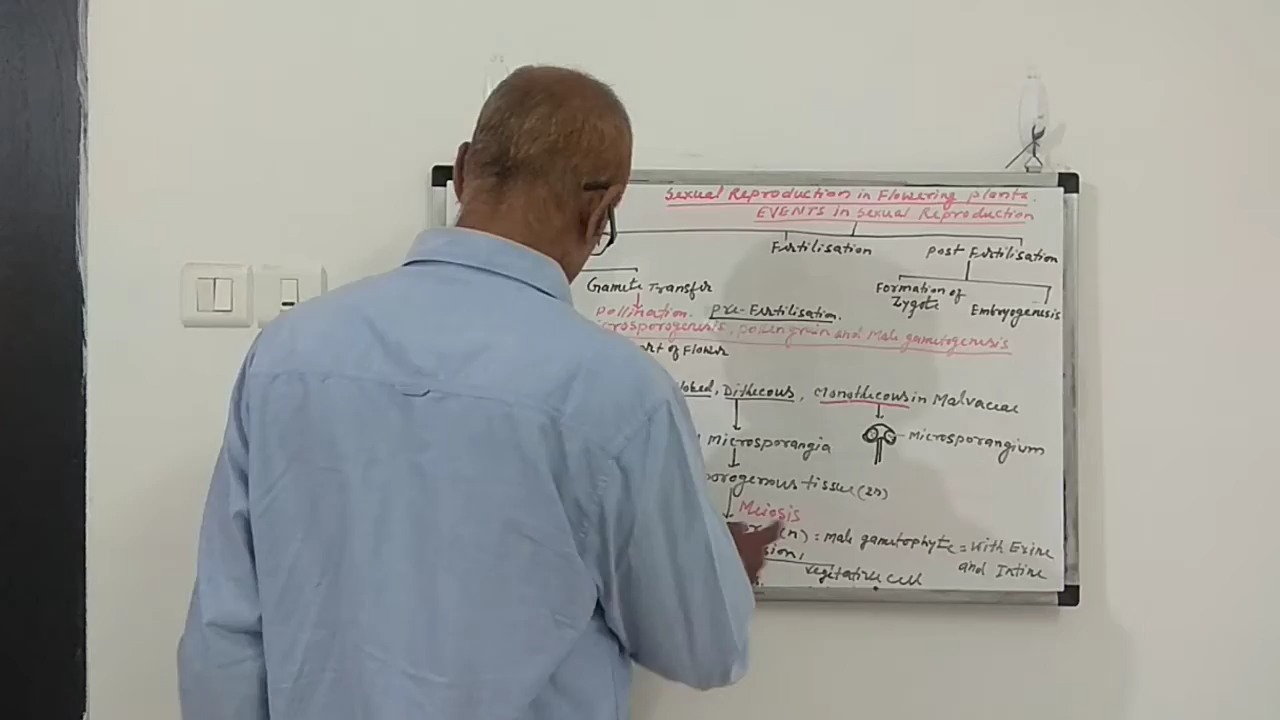 Sexual Reproduction in Flowering plants.
EVENTS in Sexual Reproduction
Fertilisation
post Fertilisation
Gamete Transfer
Formation of
Zygote
Embryogenesis
pollination. pre-Fertilisation.
pollengrain and Male gametogenesis
of Flower
Dithecous, Monothecous in Malvaceae
Microsporangia
Microsporangium
tissue (2n)
Meiosis
(n) = male gametophyte = with Exine
and Intine
vegetative cell